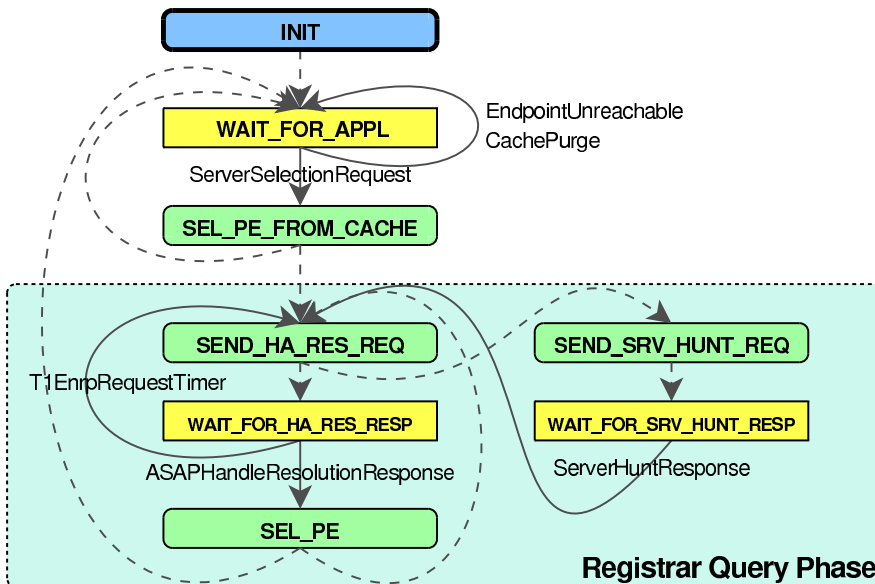 INIT
EndpointUnreachable
CachePurge
WAIT_FOR_APPL
ServerSelectionRequest
SEL_PE_FROM_CACHE
SEND_HA_RES_REQ
SEND_SRV_HUNT_REQ
T1EnrpRequestTimer
WAIT_FOR_HA_RES_RESP
WAIT_FOR_SRV_HUNT_RESP
ServerHuntResponse
ASAPHandleResolutionResponse
SEL_PE
Registrar Query Phase